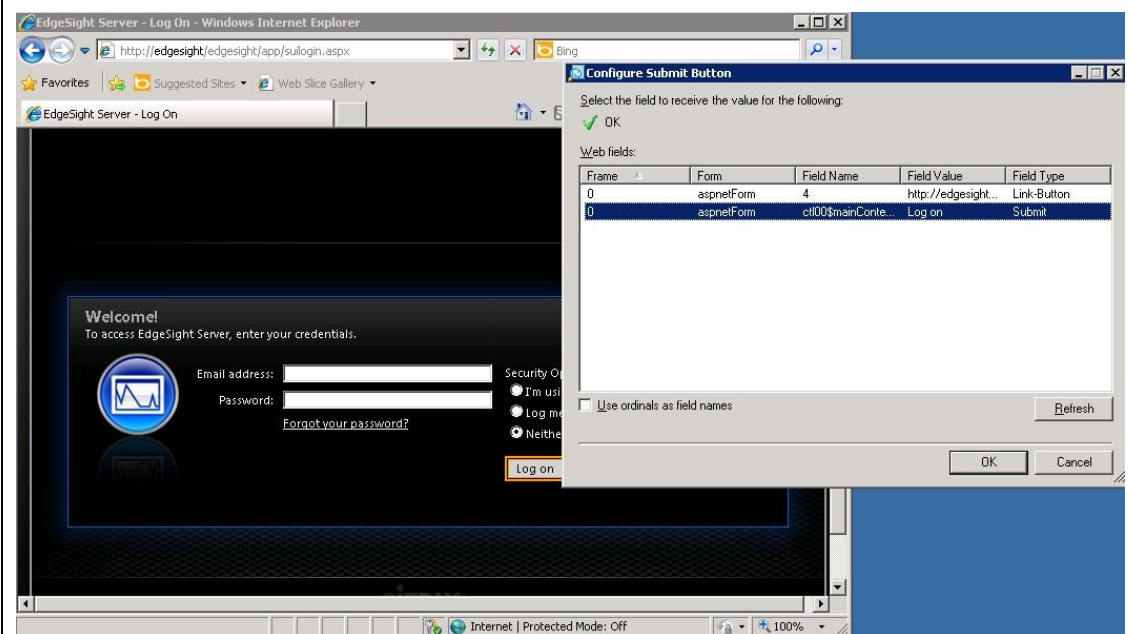 EdgeSight Server - Log On - Windows Internet Explorer
http://edgesight/edgesight/app/suilogin.aspx
Bing
Favorites
Suggested Sites
Web Slice Gallery
EdgeSight Server - Log On
Welcome!
To access EdgeSight Server, enter your credentials.
Email address:
Password:
Forgot your password?
Security
I'm
Log
Log on
Internet | Protected Mode: Off
100%
Configure Submit Button
Select the field to receive the value for the following:
OK
Web fields:
Frame Form Field Name Field Value Field Type
0 aspnetForm 4 http://edgesight... Link-Button
0 aspnetForm ctl00$mainConte... Log on Submit
Use ordinals as field names
Refresh
OK Cancel